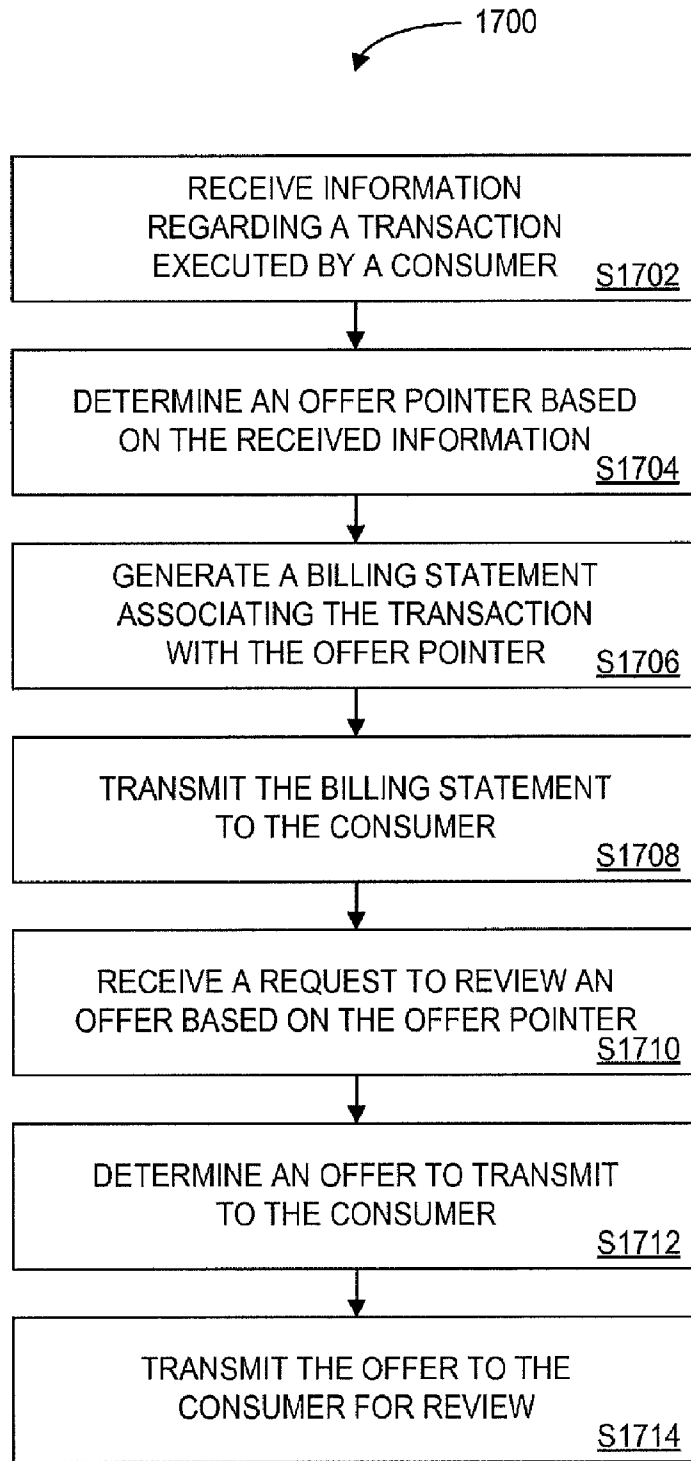 1700
RECEIVE INFORMATION
REGARDING A TRANSACTION
EXECUTED BY A CONSUMER
S1702
DETERMINE AN OFFER POINTER BASED
ON THE RECEIVED INFORMATION
S1704
GENERATE A BILLING STATEMENT
ASSOCIATING THE TRANSACTION
WITH THE OFFER POINTER
S1706
TRANSMIT THE BILLING STATEMENT
TO THE CONSUMER
S1708
RECEIVE A REQUEST TO REVIEW AN
OFFER BASED ON THE OFFER POINTER
S1710
DETERMINE AN OFFER TO TRANSMIT
TO THE CONSUMER
S1712
TRANSMIT THE OFFER TO THE
CONSUMER FOR REVIEW
S1714